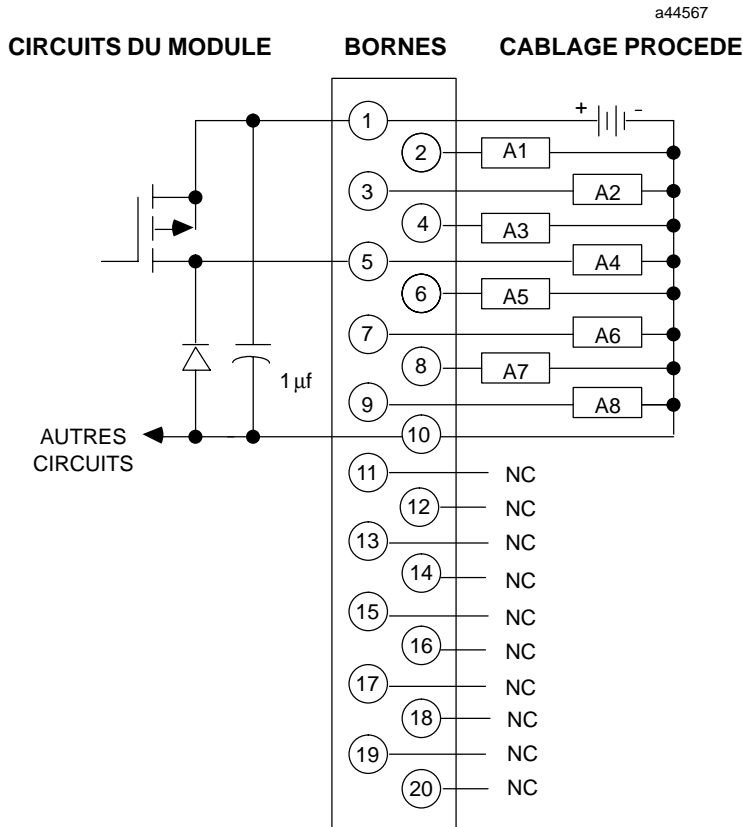 a44567
CIRCUITS DU MODULE BORNES CABLAGE PROCEDE
1 + −
2 A1
3 A2
4 A3
5 A4
6 A5
7 A6
8 A7
1 µf
9 A8
AUTRES
CIRCUITS
10
11 NC
12 NC
13 NC
14 NC
15 NC
16 NC
17 NC
18 NC
19 NC
20 NC